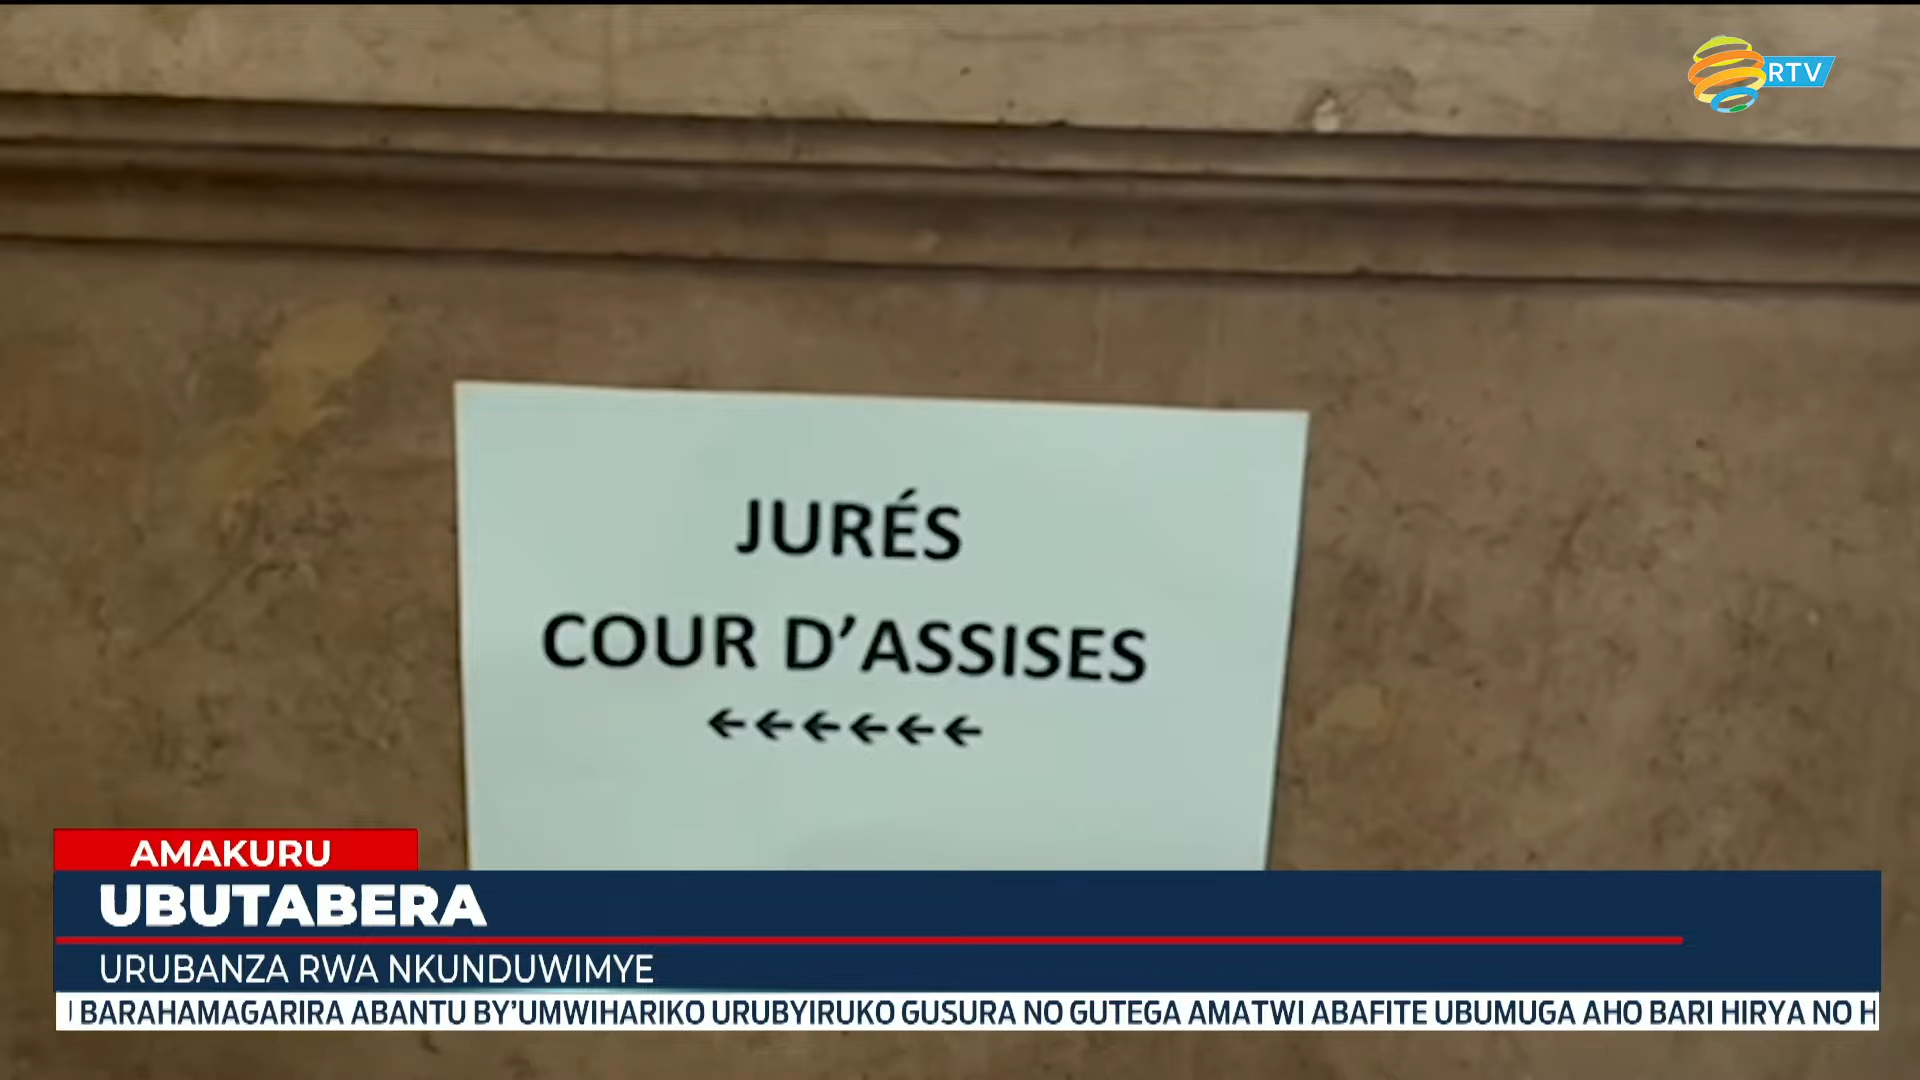 RTV
JURÉS
COUR D'ASSISES
←←←←←←
AMAKURU
UBUTABERA
URUBANZA RWA NKUNDUWIMYE
BARAHAMAGARIRA ABANTU BY'UMWIHARIKO URUBYIRUKO GUSURA NO GUTEGA AMATWI ABAFITE UBUMUGA AHO BARI HIRYA NO